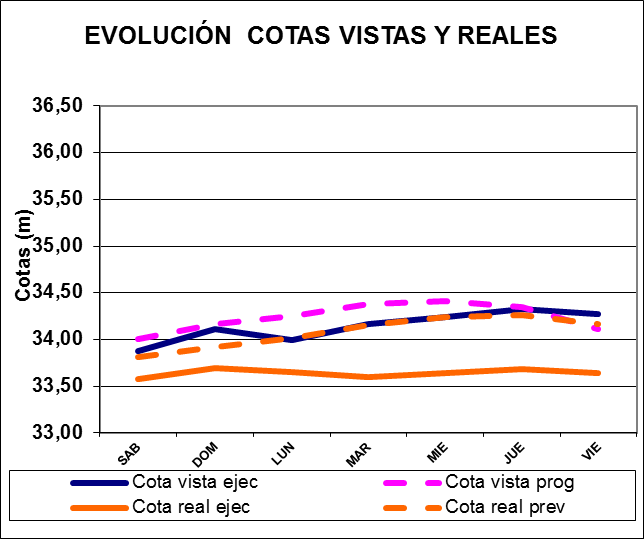 EVOLUCIÓN  COTAS VISTAS Y REALES
36,50
36,00
35,50
35,00
34,50
34,00
33,50
33,00
Cotas (m)
SAB DOM LUN MAR MIE JUE VIE
Cota vista ejec Cota vista prog
Cota real ejec Cota real prev